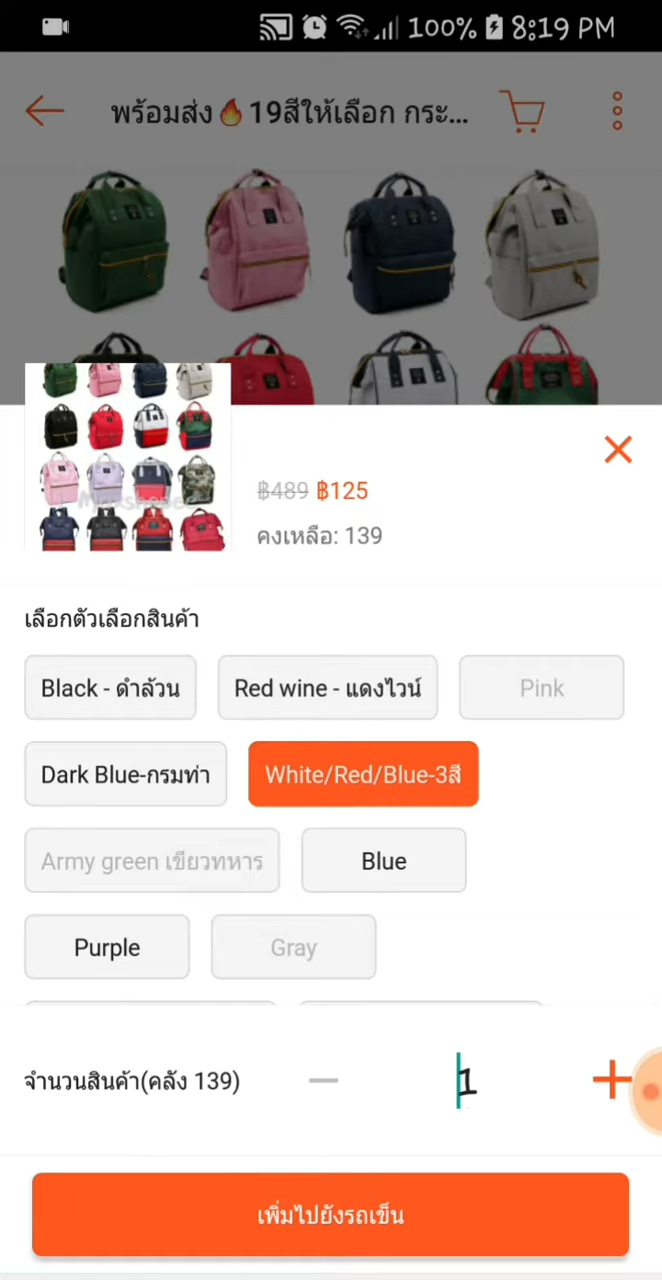 100% 8:19 PM
พร้อมส่ง🔥19สีให้เลือก กระ...
฿489 ฿125
คงเหลือ: 139
เลือกตัวเลือกสินค้า
Black - ดำล้วน Red wine - แดงไวน์ Pink
Dark Blue-กรมท่า White/Red/Blue-3สี
Army green เขียวทหาร Blue
Purple Gray
จำนวนสินค้า(คลัง 139) 1
เพิ่มไปยังรถเข็น